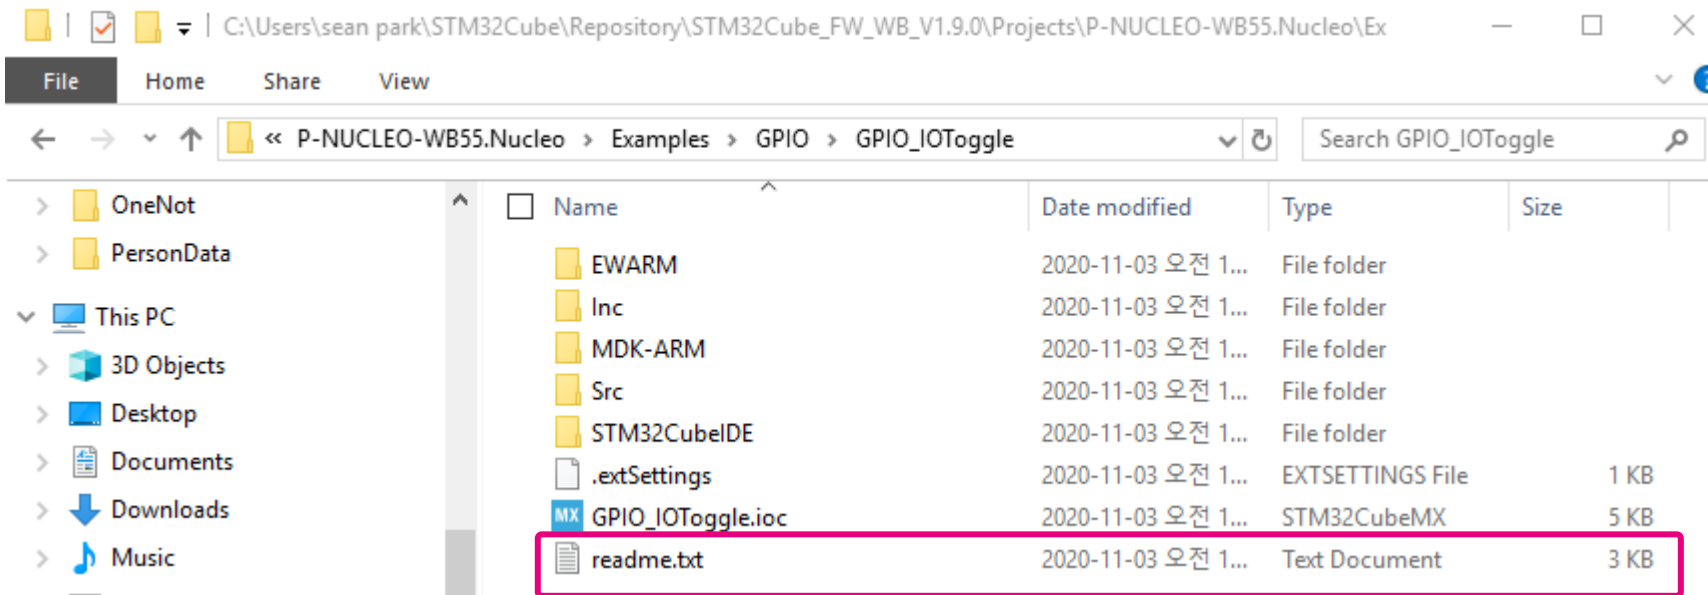 C:\Users\sean park\STM32Cube\Repository\STM32Cube_FW_WB_V1.9.0\Projects\P-NUCLEO-WB55.Nucleo\Ex
File Home Share View
« P-NUCLEO-WB55.Nucleo > Examples > GPIO > GPIO_IOToggle Search GPIO_IOToggle
OneNot
PersonData
This PC
3D Objects
Desktop
Documents
Downloads
Music
Name Date modified Type Size
EWARM 2020-11-03 오전 1... File folder
Inc 2020-11-03 오전 1... File folder
MDK-ARM 2020-11-03 오전 1... File folder
Src 2020-11-03 오전 1... File folder
STM32CubeIDE 2020-11-03 오전 1... File folder
.extSettings 2020-11-03 오전 1... EXTSETTINGS File 1 KB
MX GPIO_IOToggle.ioc 2020-11-03 오전 1... STM32CubeMX 5 KB
readme.txt 2020-11-03 오전 1... Text Document 3 KB